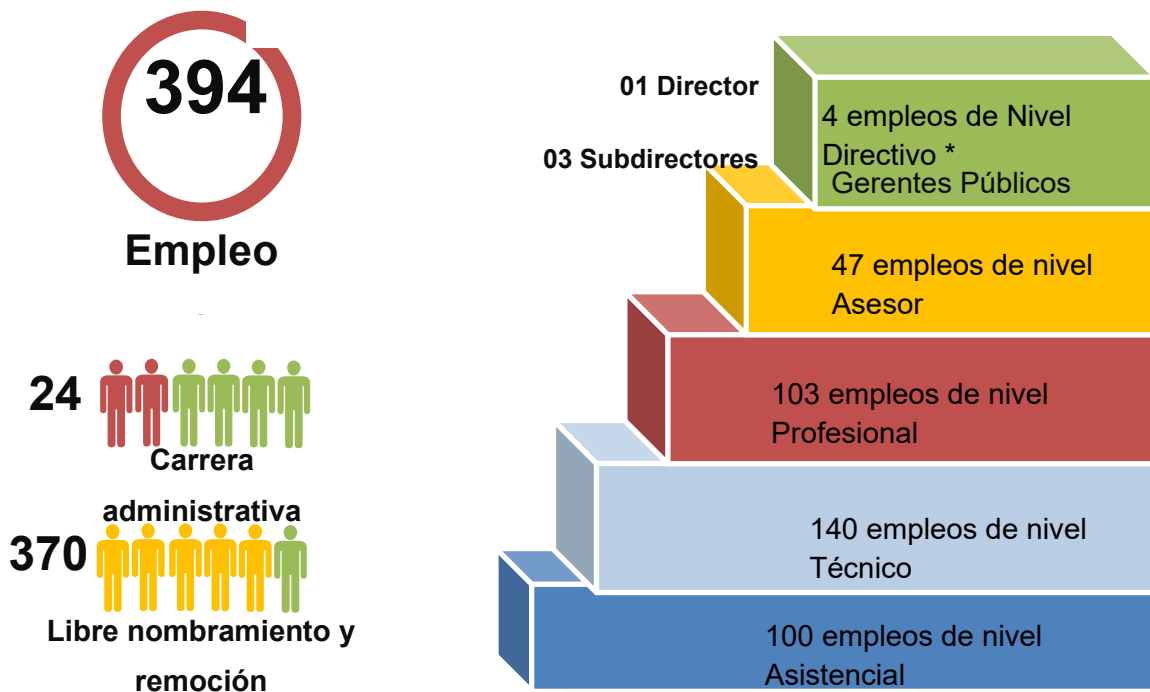 394
Empleo
24
Carrera
administrativa
370
Libre nombramiento y
remoción
01 Director
03 Subdirectores
4 empleos de Nivel
Directivo *
Gerentes Públicos
47 empleos de nivel
Asesor
103 empleos de nivel
Profesional
140 empleos de nivel
Técnico
100 empleos de nivel
Asistencial